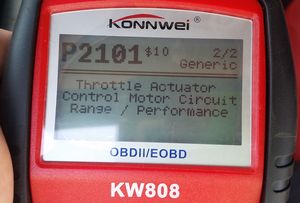 KONNWEI
P2101 $10 2/2
Generic
Throttle Actuator
Control Motor Circuit
Range / Performance
OBDII/EOBD
KW808